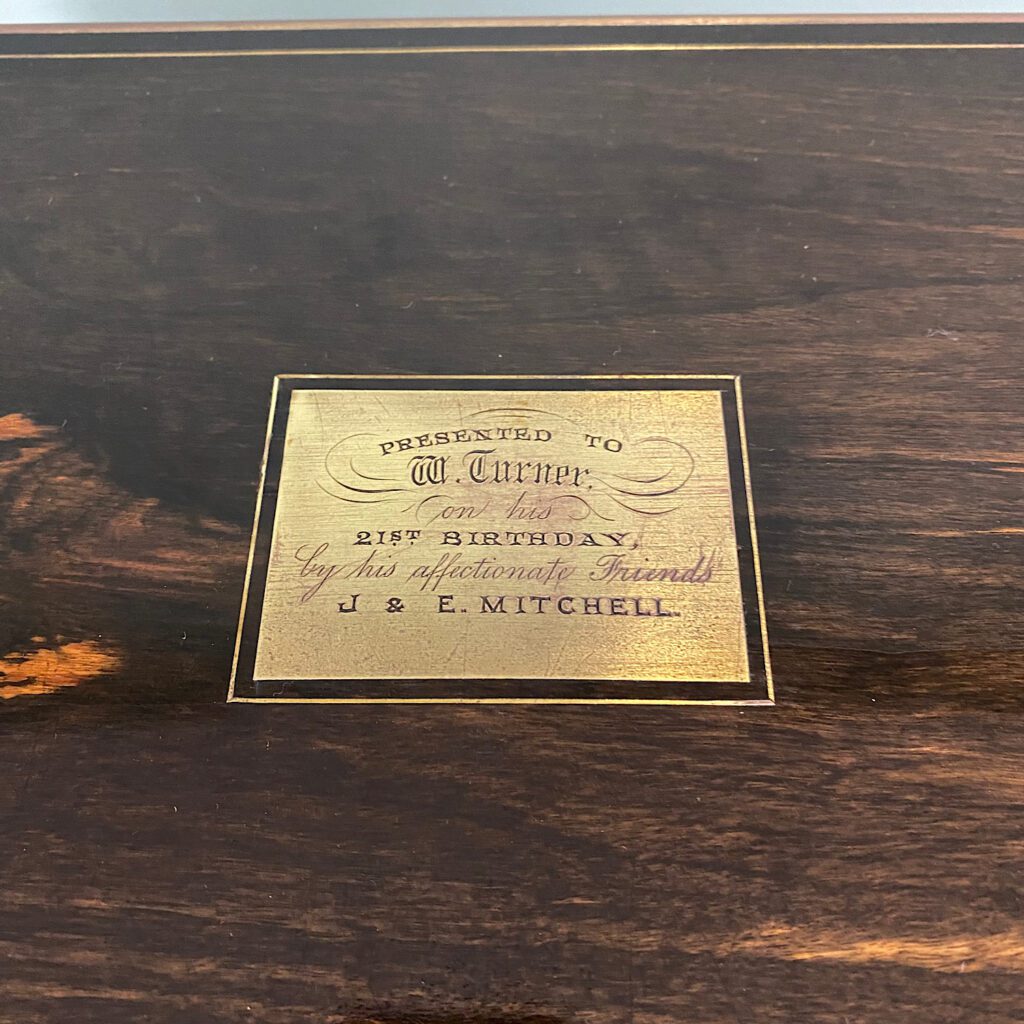 PRESENTED TO
W. Turner.
on his
21ST BIRTHDAY,
by his affectionate Friends
J & E. MITCHELL.